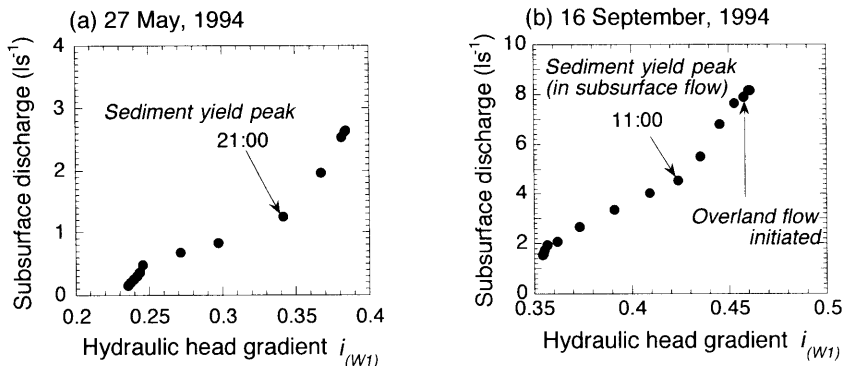 (a) 27 May, 1994
Subsurface discharge (ls⁻¹)
4
3
2
1
0
Sediment yield peak
21:00
0.2
0.25
0.3
0.35
0.4
Hydraulic head gradient i(W1)
(b) 16 September, 1994
Subsurface discharge (ls⁻¹)
10
8
6
4
2
0
Sediment yield peak
(in subsurface flow)
11:00
Overland flow
initiated
0.35
0.4
0.45
0.5
Hydraulic head gradient i(W1)